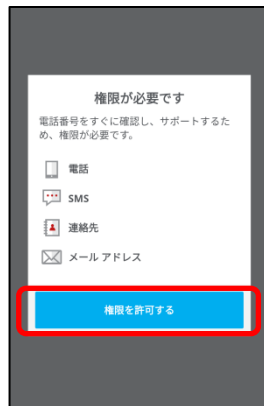 権限が必要です
電話番号をすぐに確認し、サポートするた
め、権限が必要です。
電話
SMS
連絡先
メール アドレス
権限を許可する